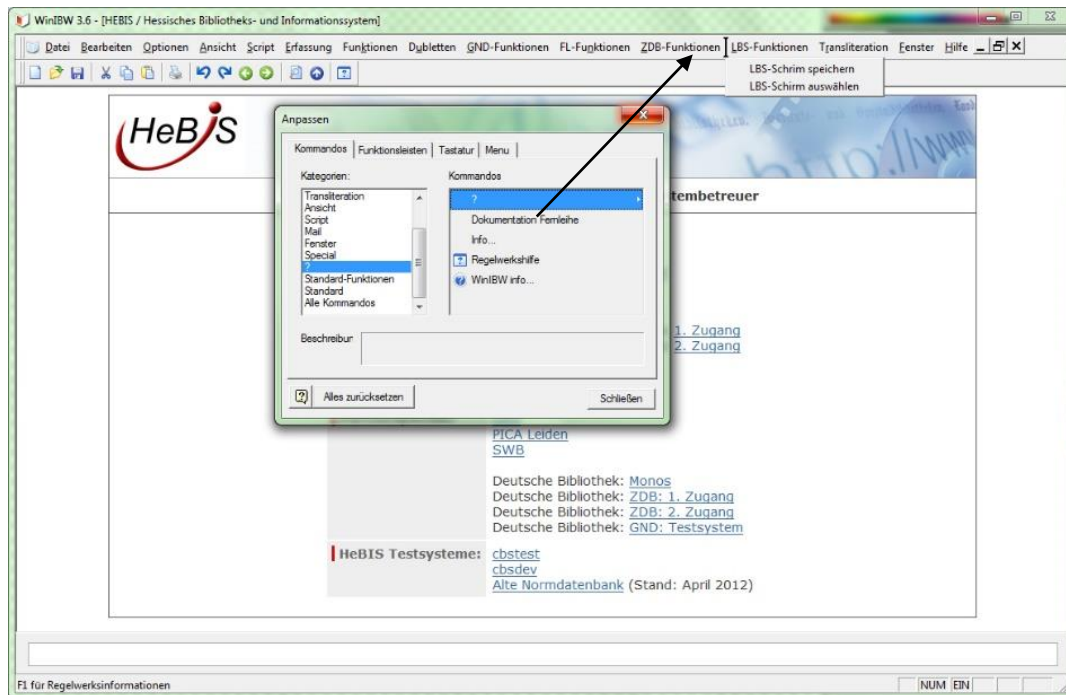 WinIBW 3.6 - [HEBIS / Hessisches Bibliotheks- und Informationssystem]
Datei Bearbeiten Optionen Ansicht Script Erfassung Funktionen Dubletten GND-Funktionen FL-Funktionen ZDB-Funktionen LBS-Funktionen Transliteration Fenster Hilfe
LBS-Schrim speichern
LBS-Schirm auswählen
HeBIS
http://www
tembetreuer
Anpassen
Kommandos Funktionsleisten Tastatur Menu
Kategorien:
Transliteration
Ansicht
Script
Mail
Fenster
Special
?
Standard-Funktionen
Standard
Alle Kommandos
Kommandos
?
Dokumentation Fernleihe
Info...
Regelwerkshilfe
WinIBW info...
Beschreibur
Alles zurücksetzen
Schließen
1. Zugang
2. Zugang
PICA Leiden
SWB
Deutsche Bibliothek: Monos
Deutsche Bibliothek: ZDB: 1. Zugang
Deutsche Bibliothek: ZDB: 2. Zugang
Deutsche Bibliothek: GND: Testsystem
HeBIS Testsysteme: cbstest
cbsdev
Alte Normdatenbank (Stand: April 2012)
F1 für Regelwerksinformationen
NUM EIN